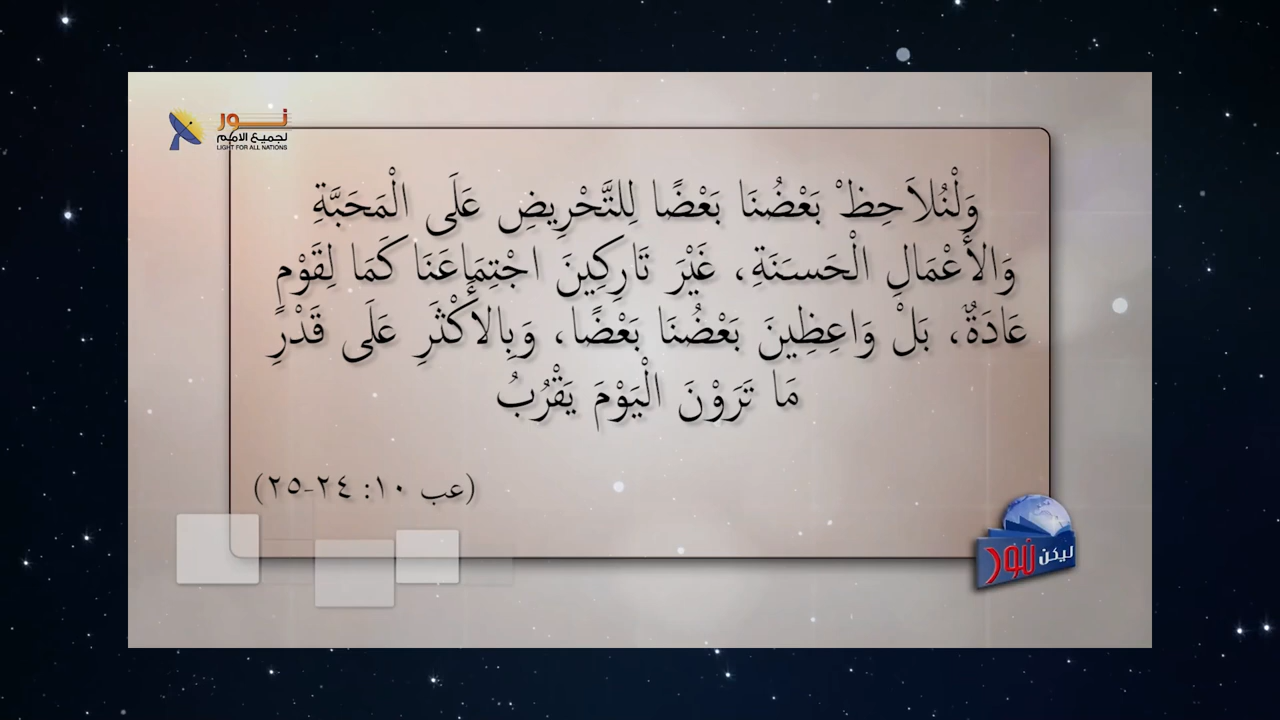 نــور
لجميع الامم
LIGHT FOR ALL NATIONS
وَلْنُلاَحِظْ بَعْضُنَا بَعْضًا لِلتَّحْرِيضِ عَلَى الْمَحَبَّةِ
وَالأَعْمَالِ الْحَسَنَةِ، غَيْرَ تَارِكِينَ اجْتِمَاعَنَا كَمَا لِقَوْمٍ
عَادَةٌ، بَلْ وَاعِظِينَ بَعْضُنَا بَعْضًا، وَبِالأَكْثَرِ عَلَى قَدْرِ
مَا تَرَوْنَ الْيَوْمَ يَقْرُبُ
(عب ١٠: ٢٤-٢٥)
ليكن نور